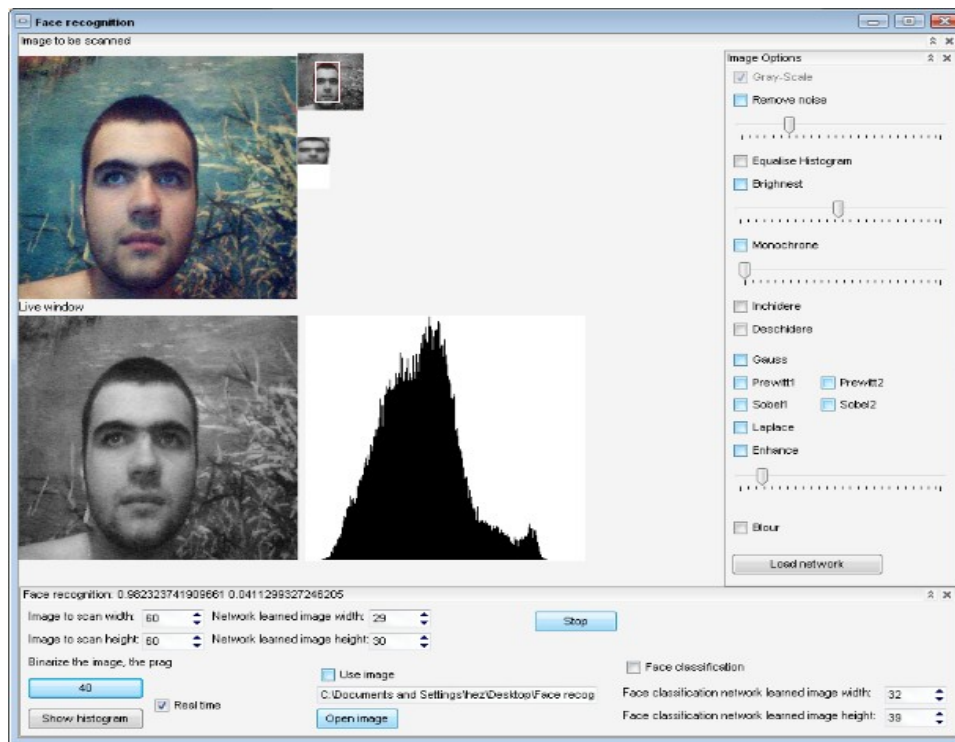 Face recognition
Image to be scanned
Image Options
Gray-Scale
Remove noise
Equalise Histogram
Brighnest
Monochrone
Live window
Inchidere
Deschidere
Gauss
Prewitt1 Prewitt2
Sobel1 Sobel2
Laplace
Enhance
Blour
Load network
Face recognition: 0.982323741909661 0.0411299327246205
Image to scan width: 60 Network learned image width: 29
Stop
Image to scan height: 60 Network learned image height: 30
Binarize the image, the prag
Use image
Face classification
40
Real time
C:\Documents and Settings\hez\Desktop\Face recog
Face classification network learned image width: 32
Show histogram
Open image
Face classification network learned image height: 39